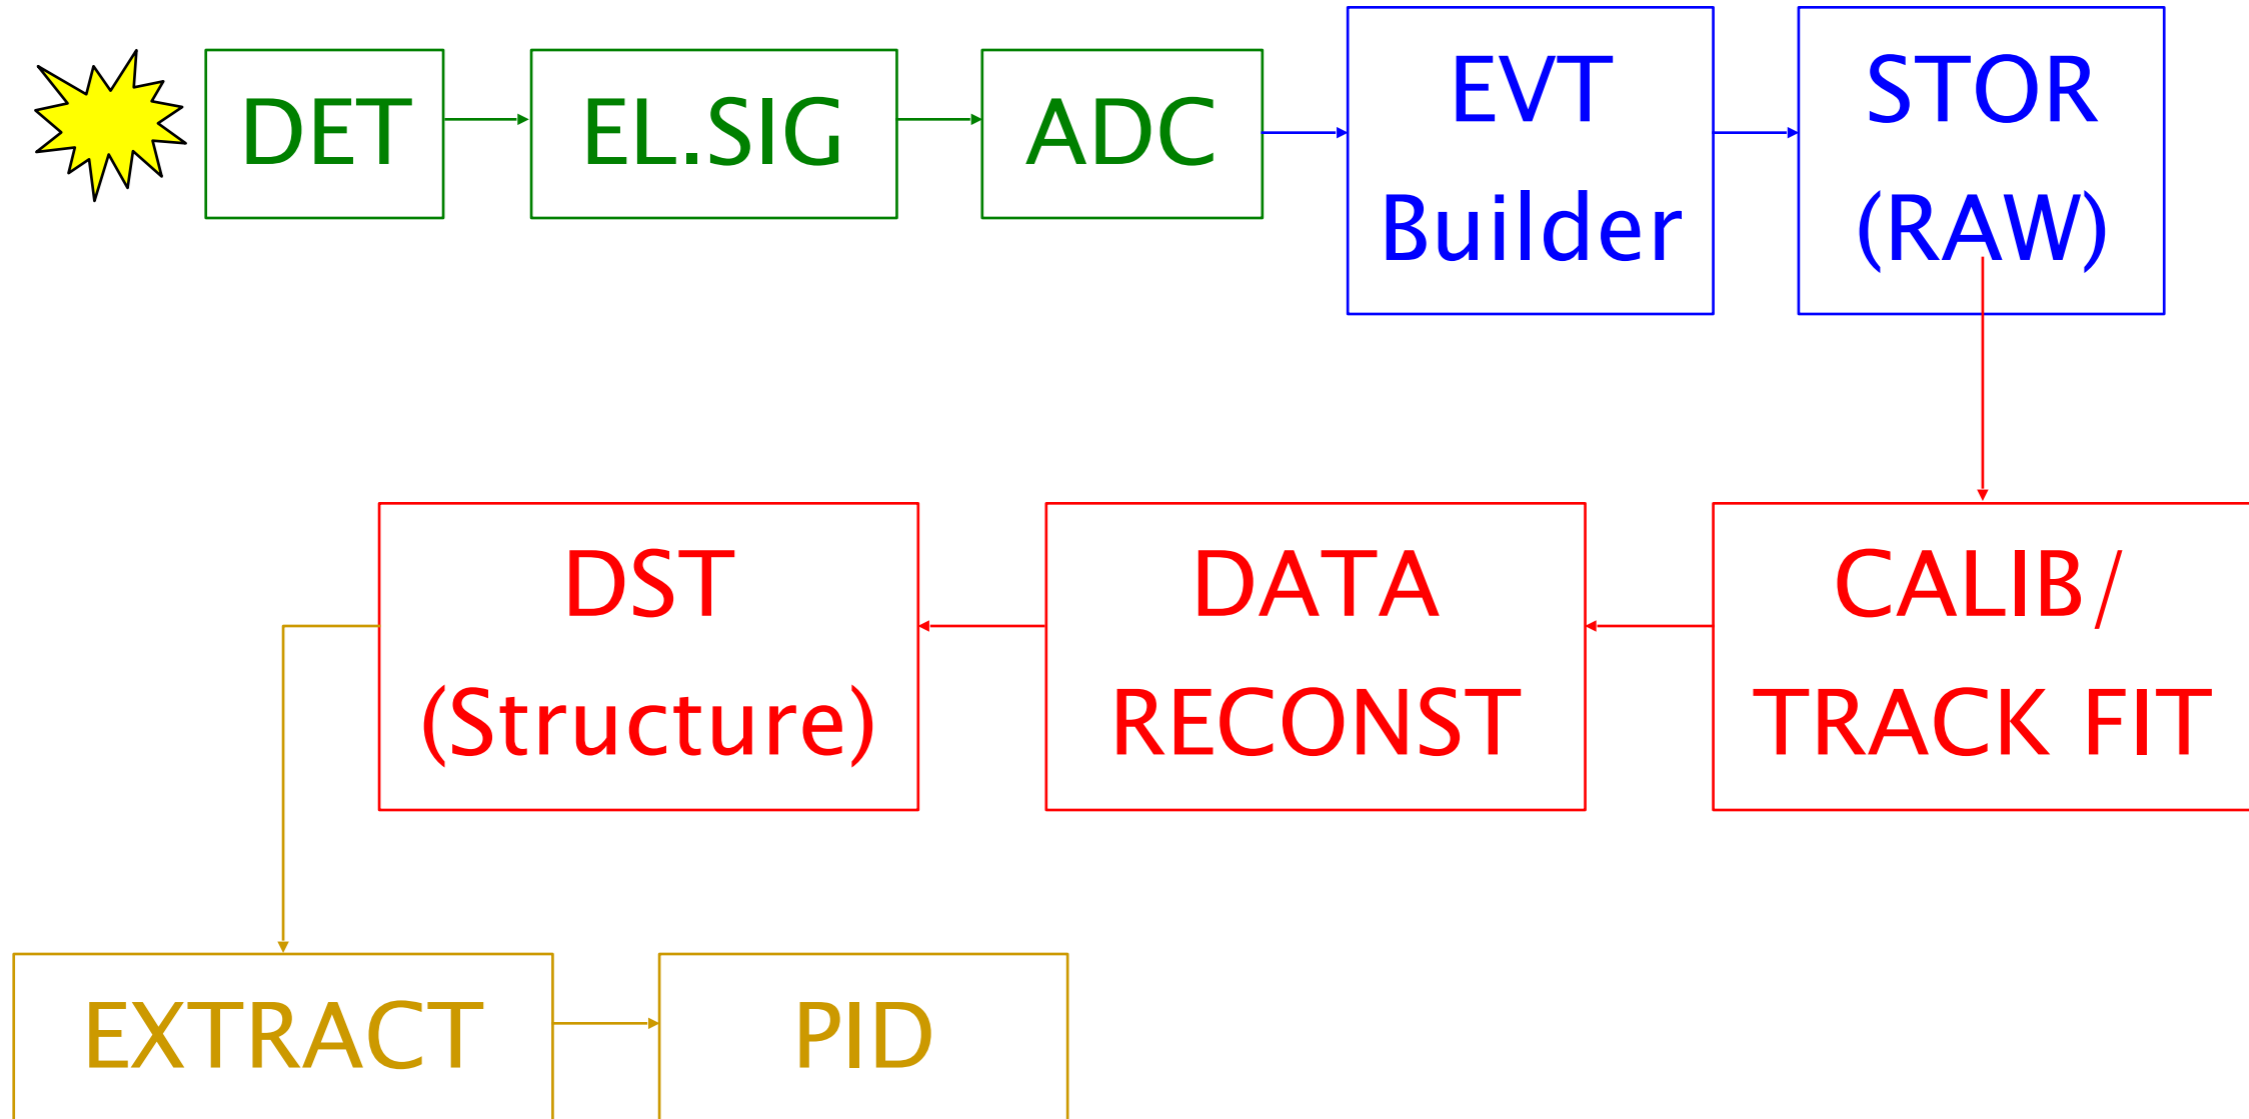 DET
EL.SIG
ADC
EVT
Builder
STOR
(RAW)
CALIB/
TRACK FIT
DATA
RECONST
DST
(Structure)
EXTRACT
PID